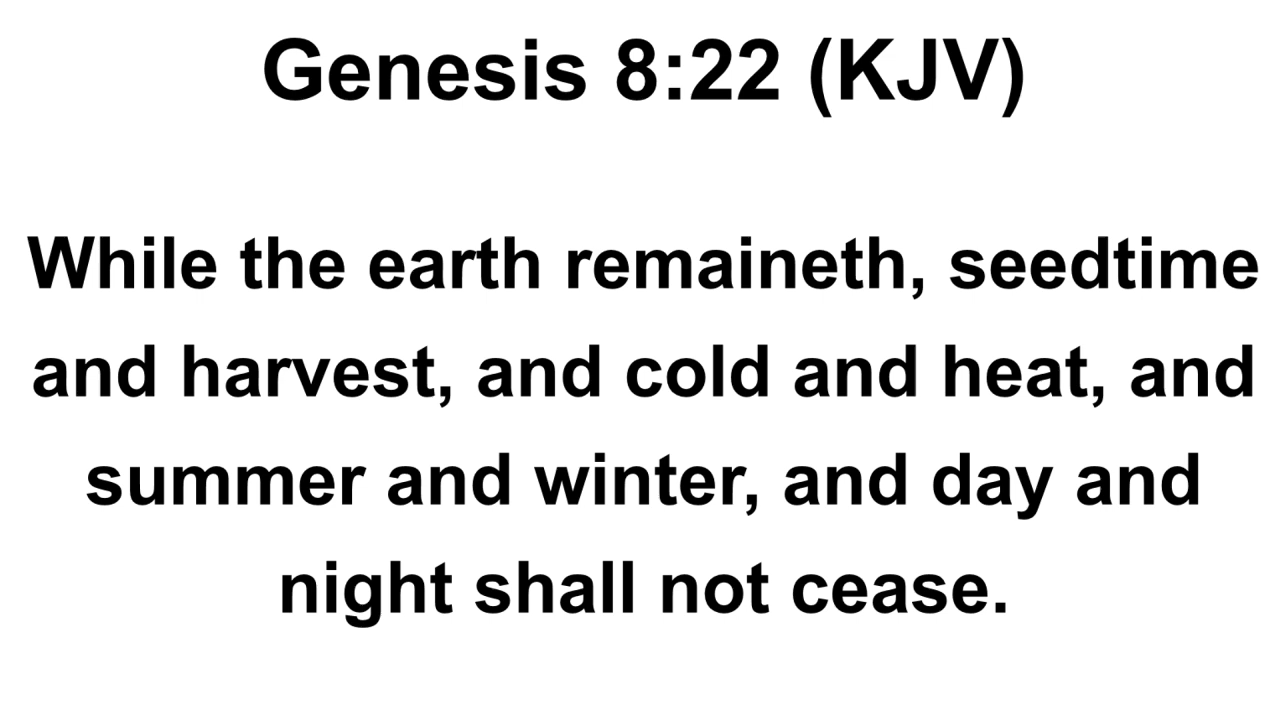 Genesis 8:22 (KJV)
While the earth remaineth, seedtime
and harvest, and cold and heat, and
summer and winter, and day and
night shall not cease.